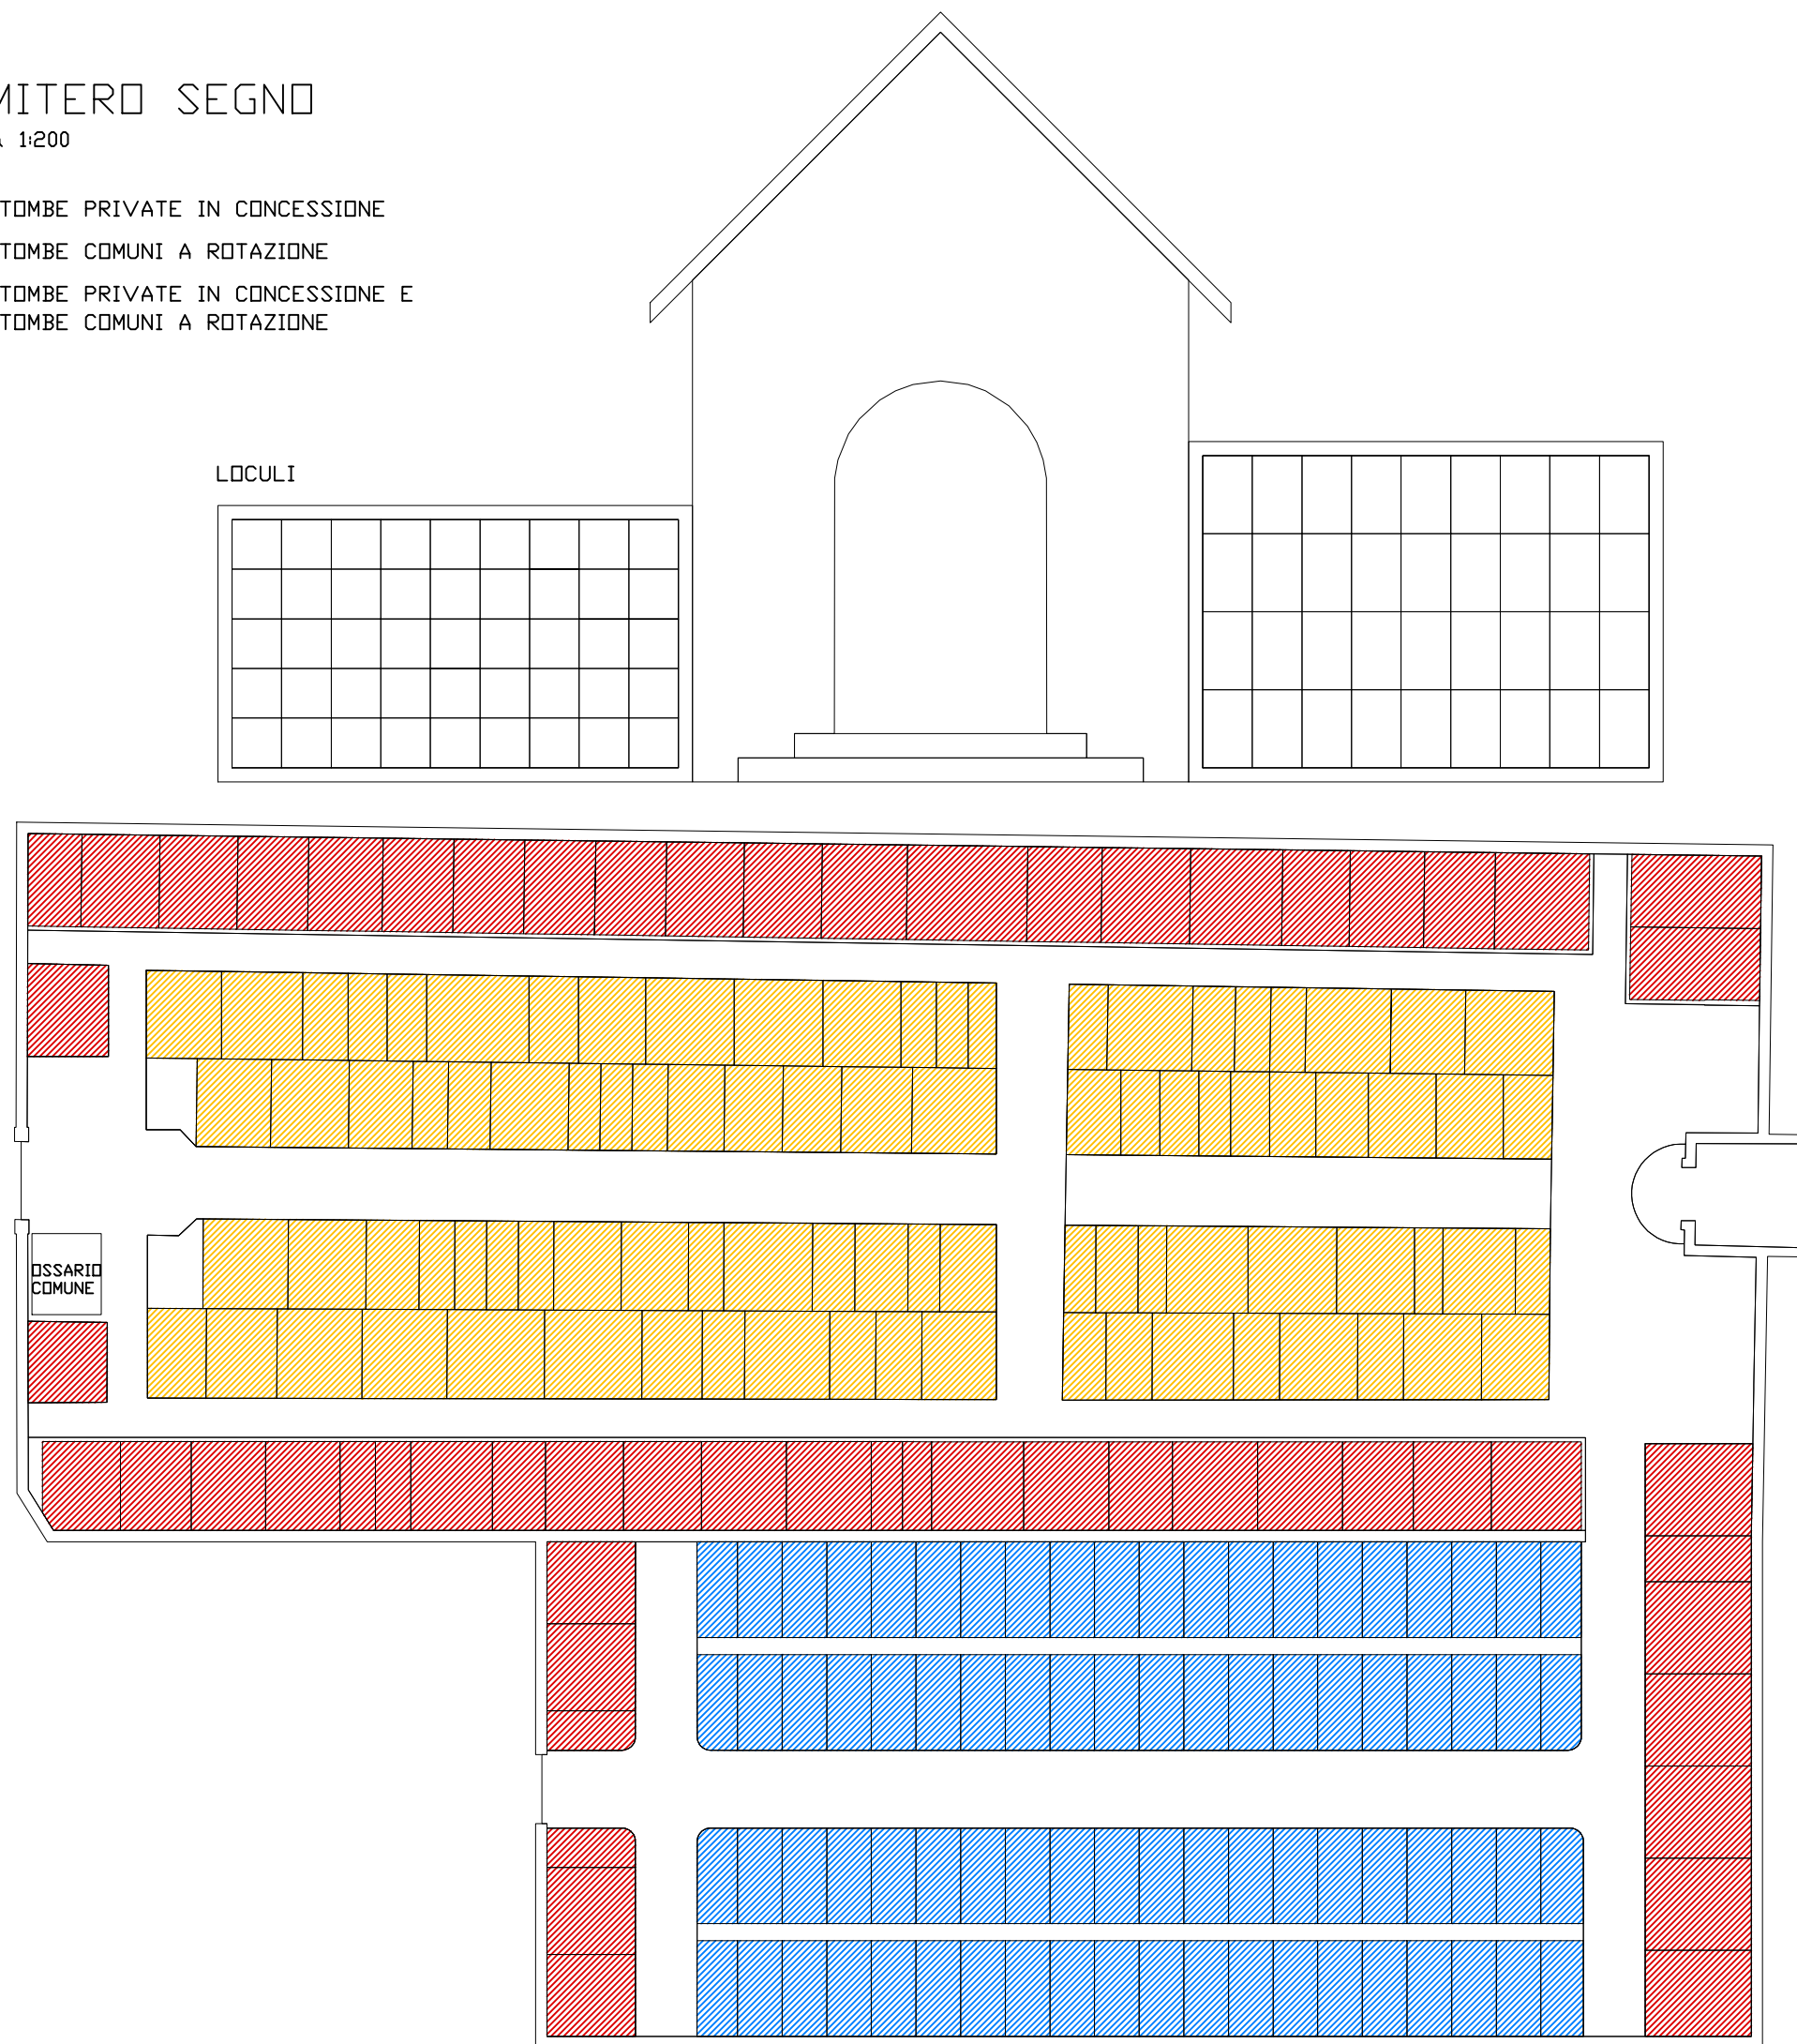 MITERO SEGNO
1:200
TOMBE PRIVATE IN CONCESSIONE
TOMBE COMUNI A ROTAZIONE
TOMBE PRIVATE IN CONCESSIONE E
TOMBE COMUNI A ROTAZIONE
LOCULI
OSSARIO
COMUNE